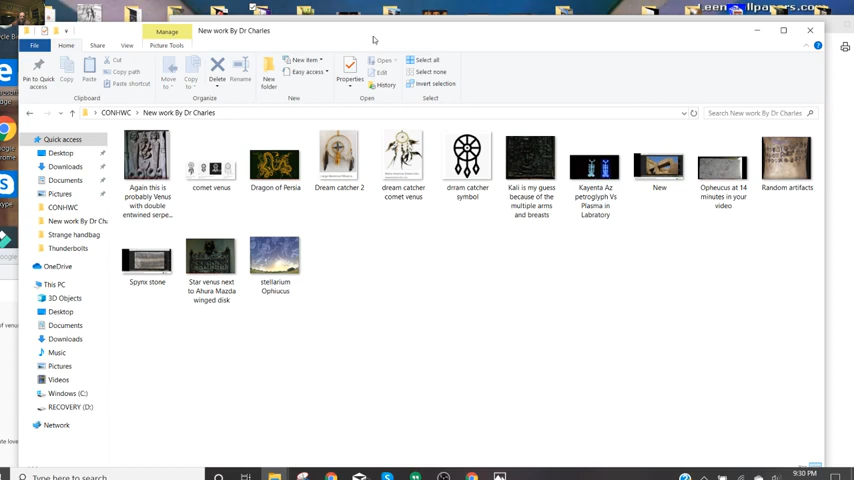 New work By Dr Charles
Manage
File
Home
Share
View
Picture Tools
Pin to Quick access
Copy
Paste
Cut
Copy path
Paste shortcut
Move to
Copy to
Delete
Rename
New folder
New item
Easy access
Properties
Open
Edit
History
Select all
Select none
Invert selection
Clipboard
Organize
New
Open
Select
CONHWC > New work By Dr Charles
Search New work By Dr Charles
Quick access
Desktop
Downloads
Documents
Pictures
CONHWC
New work By Dr Cha
Strange handbag
Thunderbolts
OneDrive
This PC
3D Objects
Desktop
Documents
Downloads
Music
Pictures
Videos
Windows (C:)
RECOVERY (D:)
Network
Again this is
probably Venus
with double
entwined serpe...
comet venus
Dragon of Persia
Dream catcher 2
dream catcher
comet venus
drram catcher
symbol
Kali is my guess
because of the
multiple arms
and breasts
Kayenta Az
petroglyph Vs
Plasma in
Labratory
New
Opheucus at 14
minutes in your
video
Random artifacts
Spynx stone
Star venus next
to Ahura Mazda
winged disk
stellarium
Ophiucus
of venus
te love
Type here to search
9:30 PM